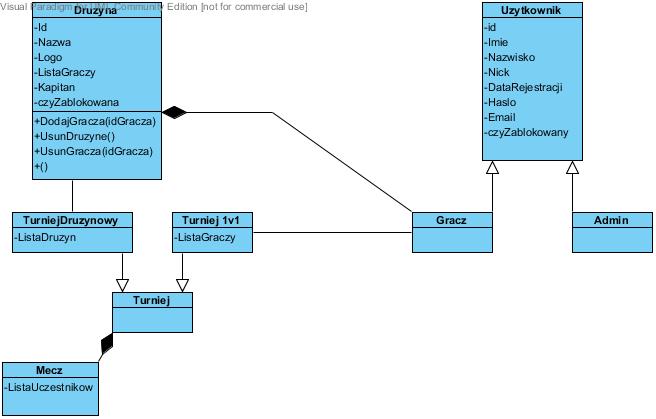 Visual Paradigm for UML Community Edition [not for commercial use]
Druzyna
-Id
-Nazwa
-Logo
-ListaGraczy
-Kapitan
-czyZablokowana
+DodajGracza(idGracza)
+UsunDruzyne()
+UsunGracza(idGracza)
+()
Uzytkownik
-id
-Imie
-Nazwisko
-Nick
-DataRejestracji
-Haslo
-Email
-czyZablokowany
TurniejDruzynowy
-ListaDruzyn
Turniej 1v1
-ListaGraczy
Gracz
Admin
Turniej
Mecz
-ListaUczestnikow